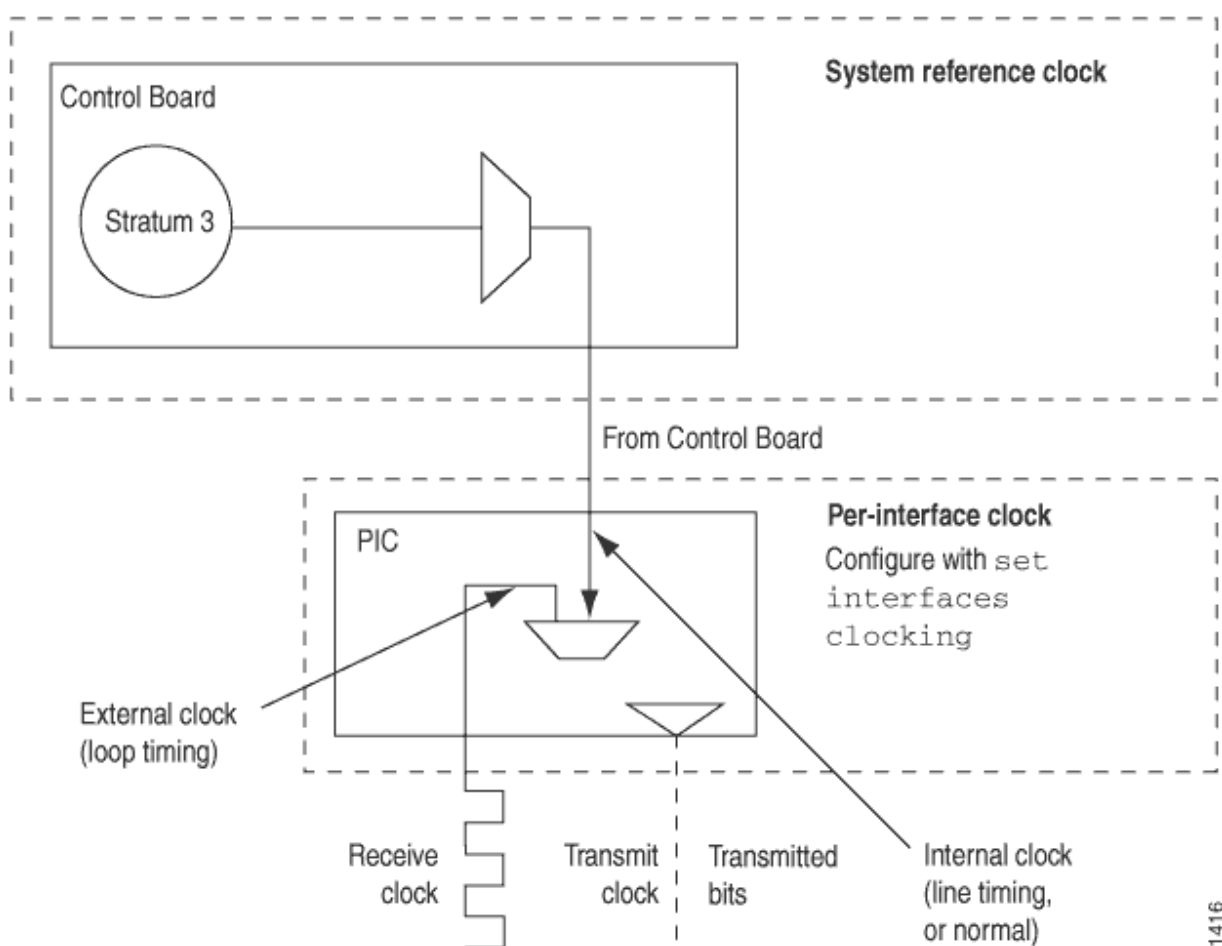 System reference clock
Control Board
Stratum 3
From Control Board
PIC
Per-interface clock
Configure with set
interfaces
clocking
External clock
(loop timing)
Receive
clock
Transmit
clock
Transmitted
bits
Internal clock
(line timing,
or normal)
1416